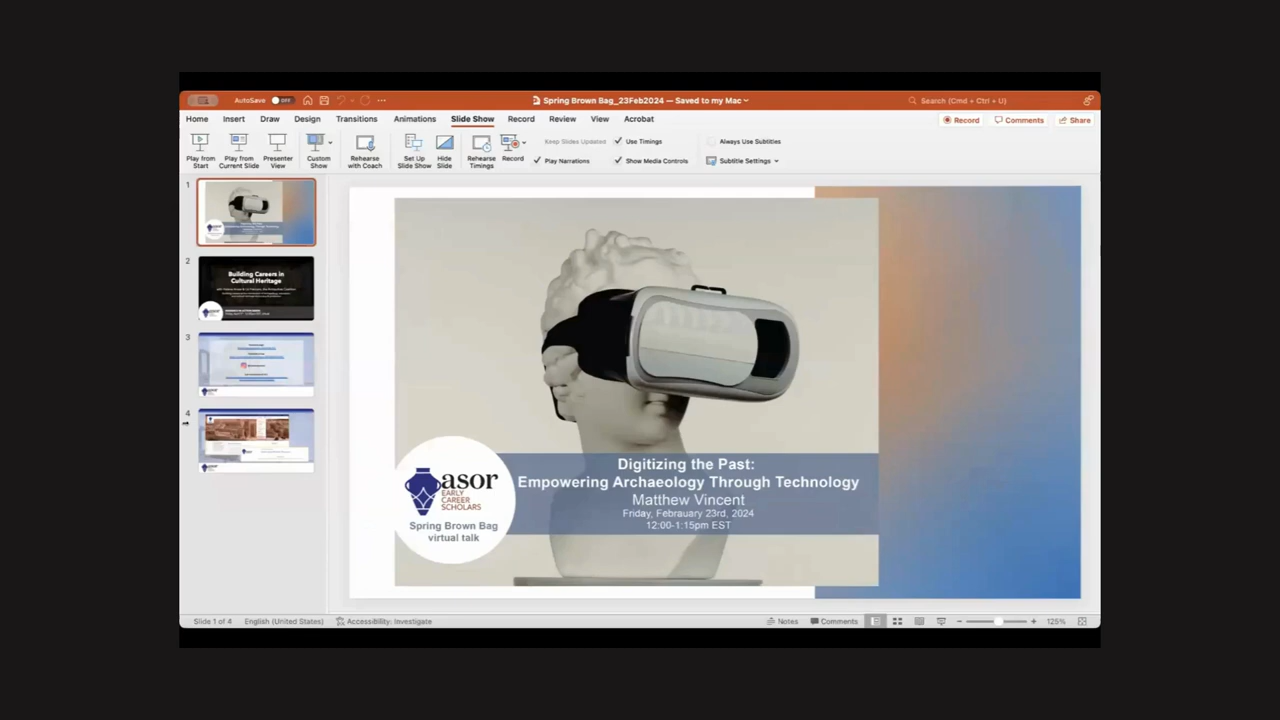 AutoSave OFF
Spring Brown Bag_23Feb2024 — Saved to my Mac
Search (Cmd + Ctrl + U)
Home Insert Draw Design Transitions Animations Slide Show Record Review View Acrobat
Record Comments Share
Play from Start
Play from Current Slide
Presenter View
Custom Show
Rehearse with Coach
Set Up Slide Show
Hide Slide
Rehearse Timings
Record
Keep Slides Updated
Use Timings
Play Narrations
Show Media Controls
Always Use Subtitles
Subtitle Settings
1
2
Building Careers in
Cultural Heritage
3
4
Digitizing the Past:
Empowering Archaeology Through Technology
Matthew Vincent
Friday, Febrauary 23rd, 2024
12:00-1:15pm EST
asor
EARLY
CAREER
SCHOLARS
Spring Brown Bag
virtual talk
Slide 1 of 4 English (United States) Accessibility: Investigate
Notes Comments 125%